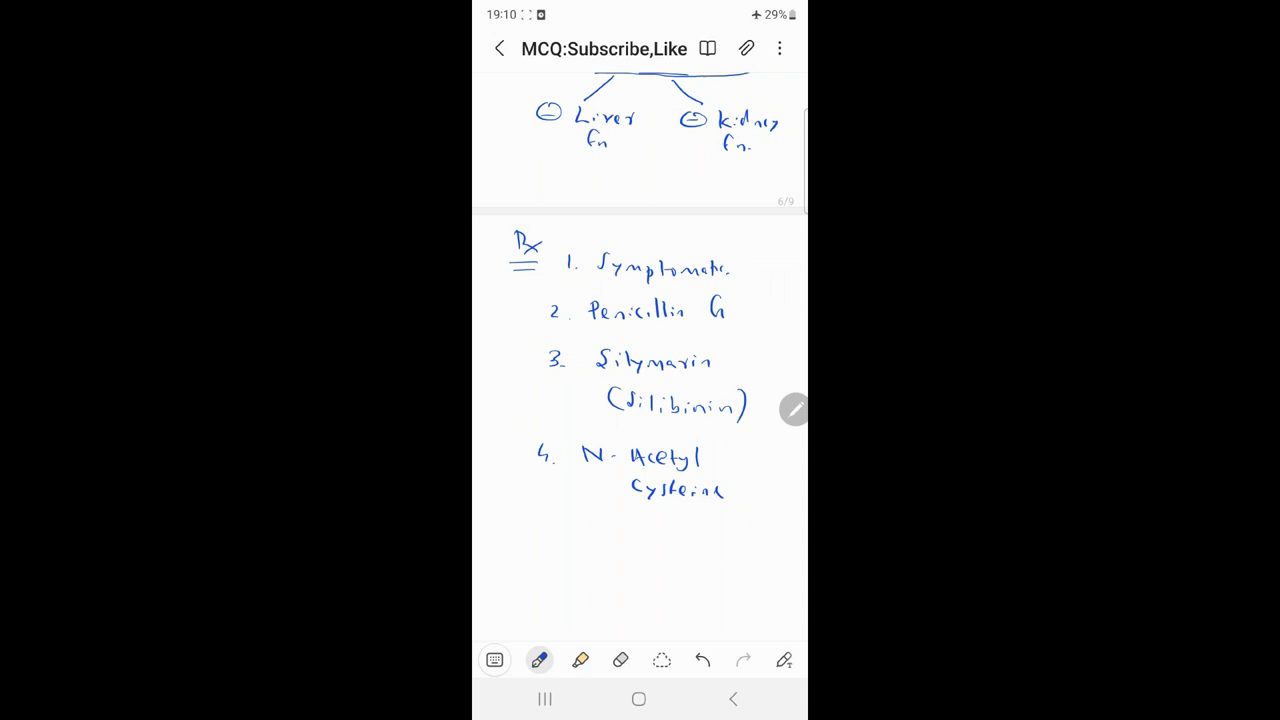 19:10 29%
MCQ:Subscribe,Like
⊖ Liver ⊖ Kidney
fn fn.
6/9
Rx
1. Symptomatic.
2. Penicillin G
3. Silymarin
(Silibinin)
4. N-Acetyl
Cysteine